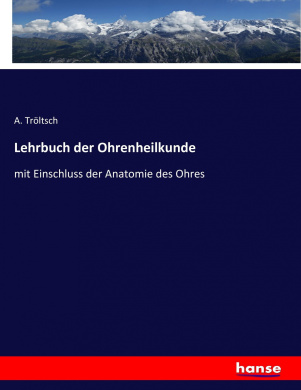 A. Tröltsch
Lehrbuch der Ohrenheilkunde
mit Einschluss der Anatomie des Ohres
hanse